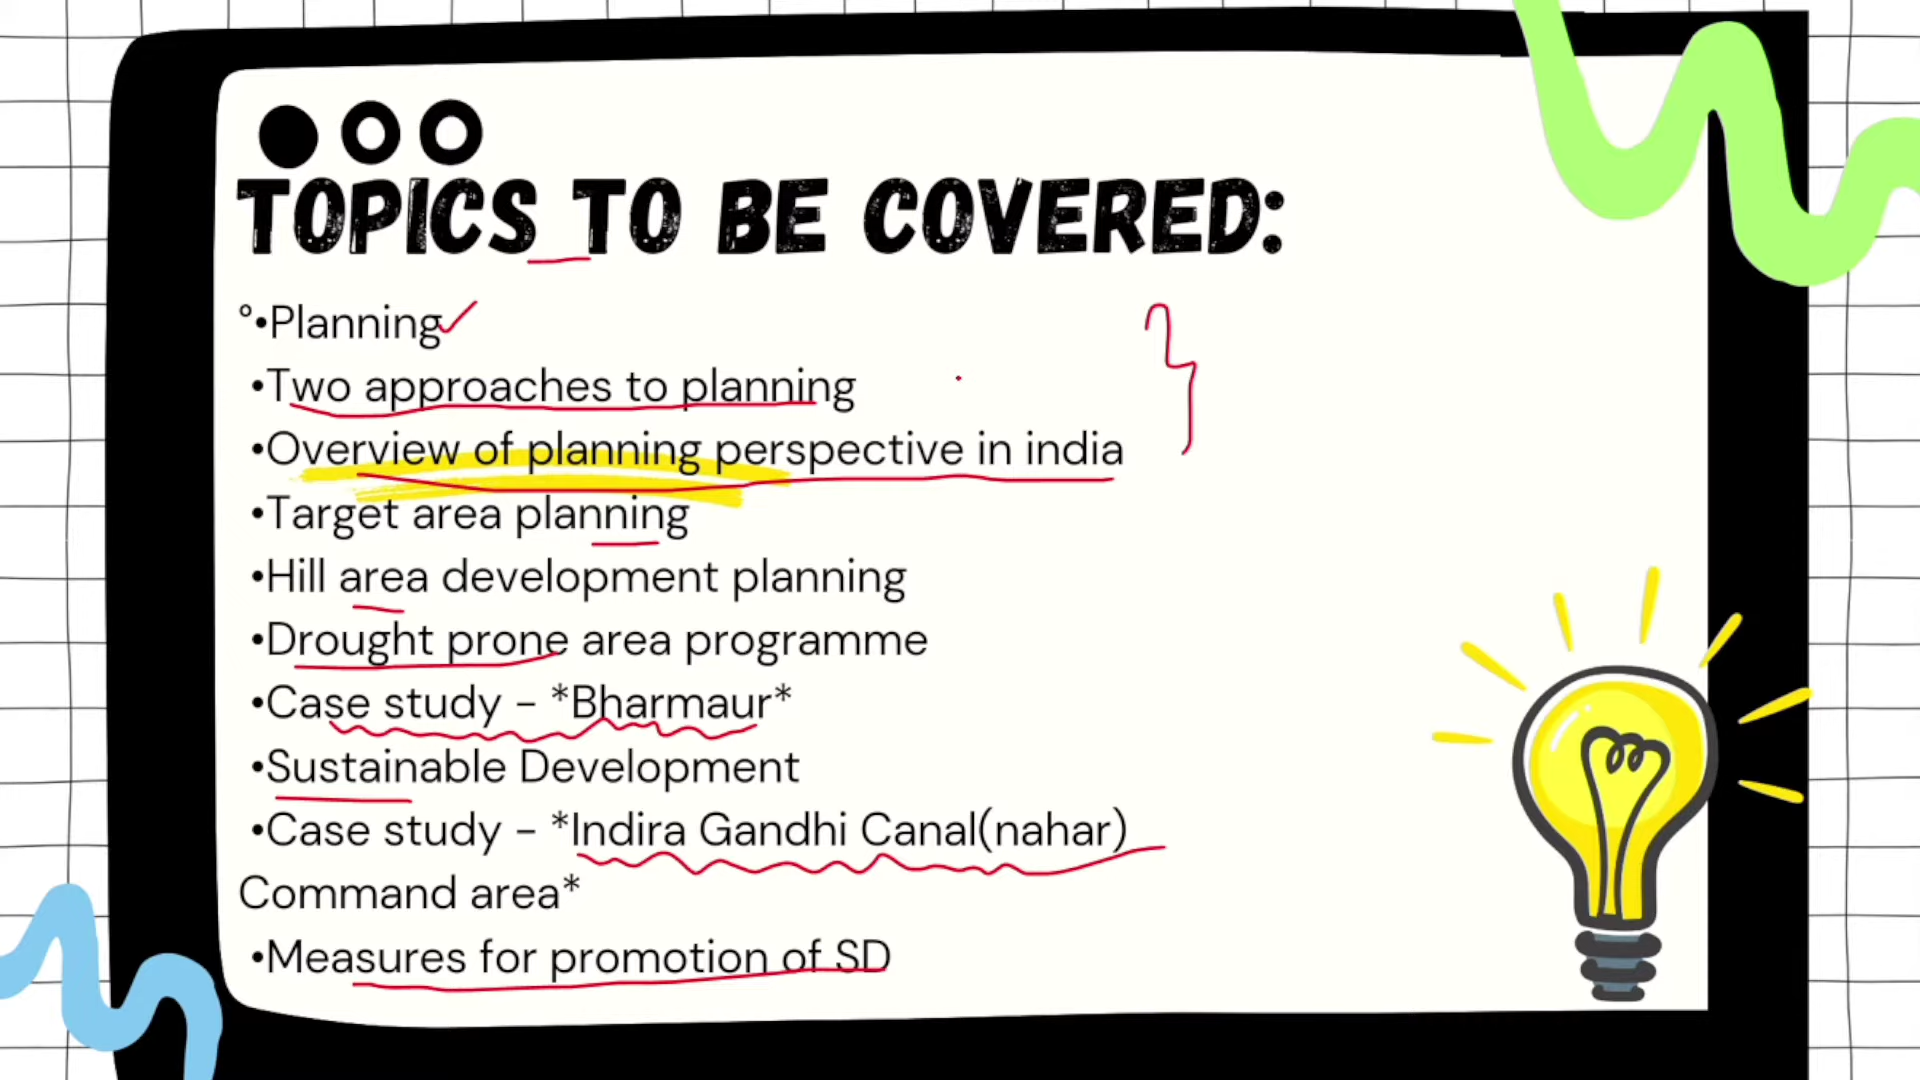 TOPICS TO BE COVERED:
°•Planning
•Two approaches to planning
•Overview of planning perspective in india
•Target area planning
•Hill area development planning
•Drought prone area programme
•Case study - *Bharmaur*
•Sustainable Development
•Case study - *Indira Gandhi Canal(nahar)
Command area*
•Measures for promotion of SD